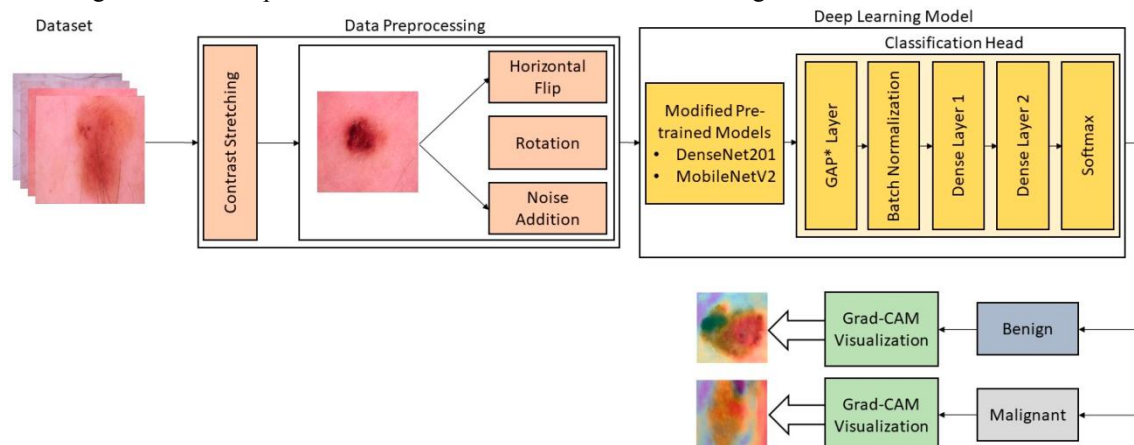 Dataset
Data Preprocessing
Deep Learning Model
Classification Head
Contrast Stretching
Horizontal
Flip
Rotation
Noise
Addition
Modified Pre-
trained Models
• DenseNet201
• MobileNetV2
GAP* Layer
Batch Normalization
Dense Layer 1
Dense Layer 2
Softmax
Grad-CAM
Visualization
Benign
Grad-CAM
Visualization
Malignant